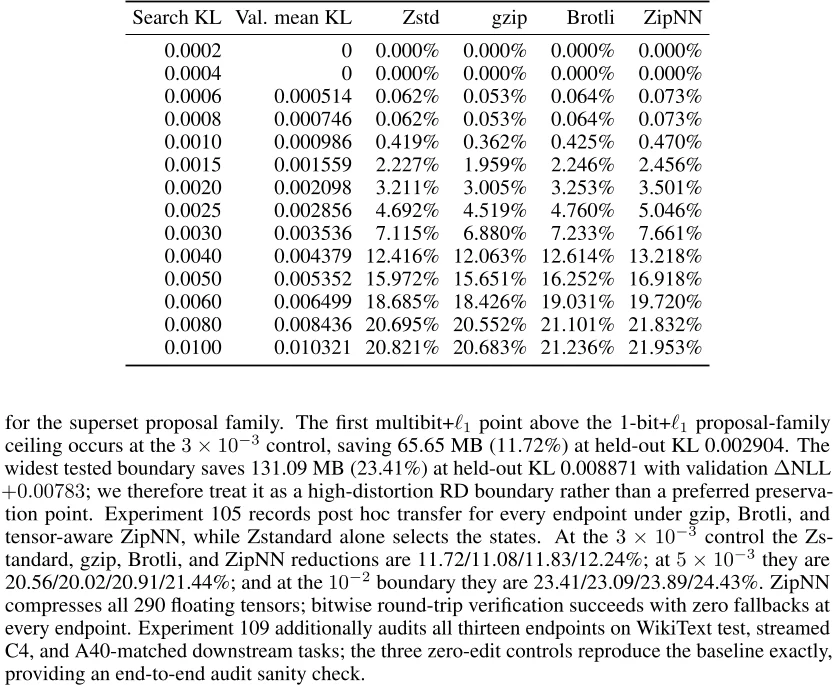 Search KL Val. mean KL Zstd gzip Brotli ZipNN
0.0002 0 0.000% 0.000% 0.000% 0.000%
0.0004 0 0.000% 0.000% 0.000% 0.000%
0.0006 0.000514 0.062% 0.053% 0.064% 0.073%
0.0008 0.000746 0.062% 0.053% 0.064% 0.073%
0.0010 0.000986 0.419% 0.362% 0.425% 0.470%
0.0015 0.001559 2.227% 1.959% 2.246% 2.456%
0.0020 0.002098 3.211% 3.005% 3.253% 3.501%
0.0025 0.002856 4.692% 4.519% 4.760% 5.046%
0.0030 0.003536 7.115% 6.880% 7.233% 7.661%
0.0040 0.004379 12.416% 12.063% 12.614% 13.218%
0.0050 0.005352 15.972% 15.651% 16.252% 16.918%
0.0060 0.006499 18.685% 18.426% 19.031% 19.720%
0.0080 0.008436 20.695% 20.552% 21.101% 21.832%
0.0100 0.010321 20.821% 20.683% 21.236% 21.953%
for the superset proposal family. The first multibit+ℓ₁ point above the 1-bit+ℓ₁ proposal-family
ceiling occurs at the 3 × 10⁻³ control, saving 65.65 MB (11.72%) at held-out KL 0.002904. The
widest tested boundary saves 131.09 MB (23.41%) at held-out KL 0.008871 with validation ΔNLL
+0.00783; we therefore treat it as a high-distortion RD boundary rather than a preferred preserva-
tion point. Experiment 105 records post hoc transfer for every endpoint under gzip, Brotli, and
tensor-aware ZipNN, while Zstandard alone selects the states. At the 3 × 10⁻³ control the Zs-
tandard, gzip, Brotli, and ZipNN reductions are 11.72/11.08/11.83/12.24%; at 5 × 10⁻³ they are
20.56/20.02/20.91/21.44%; and at the 10⁻² boundary they are 23.41/23.09/23.89/24.43%. ZipNN
compresses all 290 floating tensors; bitwise round-trip verification succeeds with zero fallbacks at
every endpoint. Experiment 109 additionally audits all thirteen endpoints on WikiText test, streamed
C4, and A40-matched downstream tasks; the three zero-edit controls reproduce the baseline exactly,
providing an end-to-end audit sanity check.